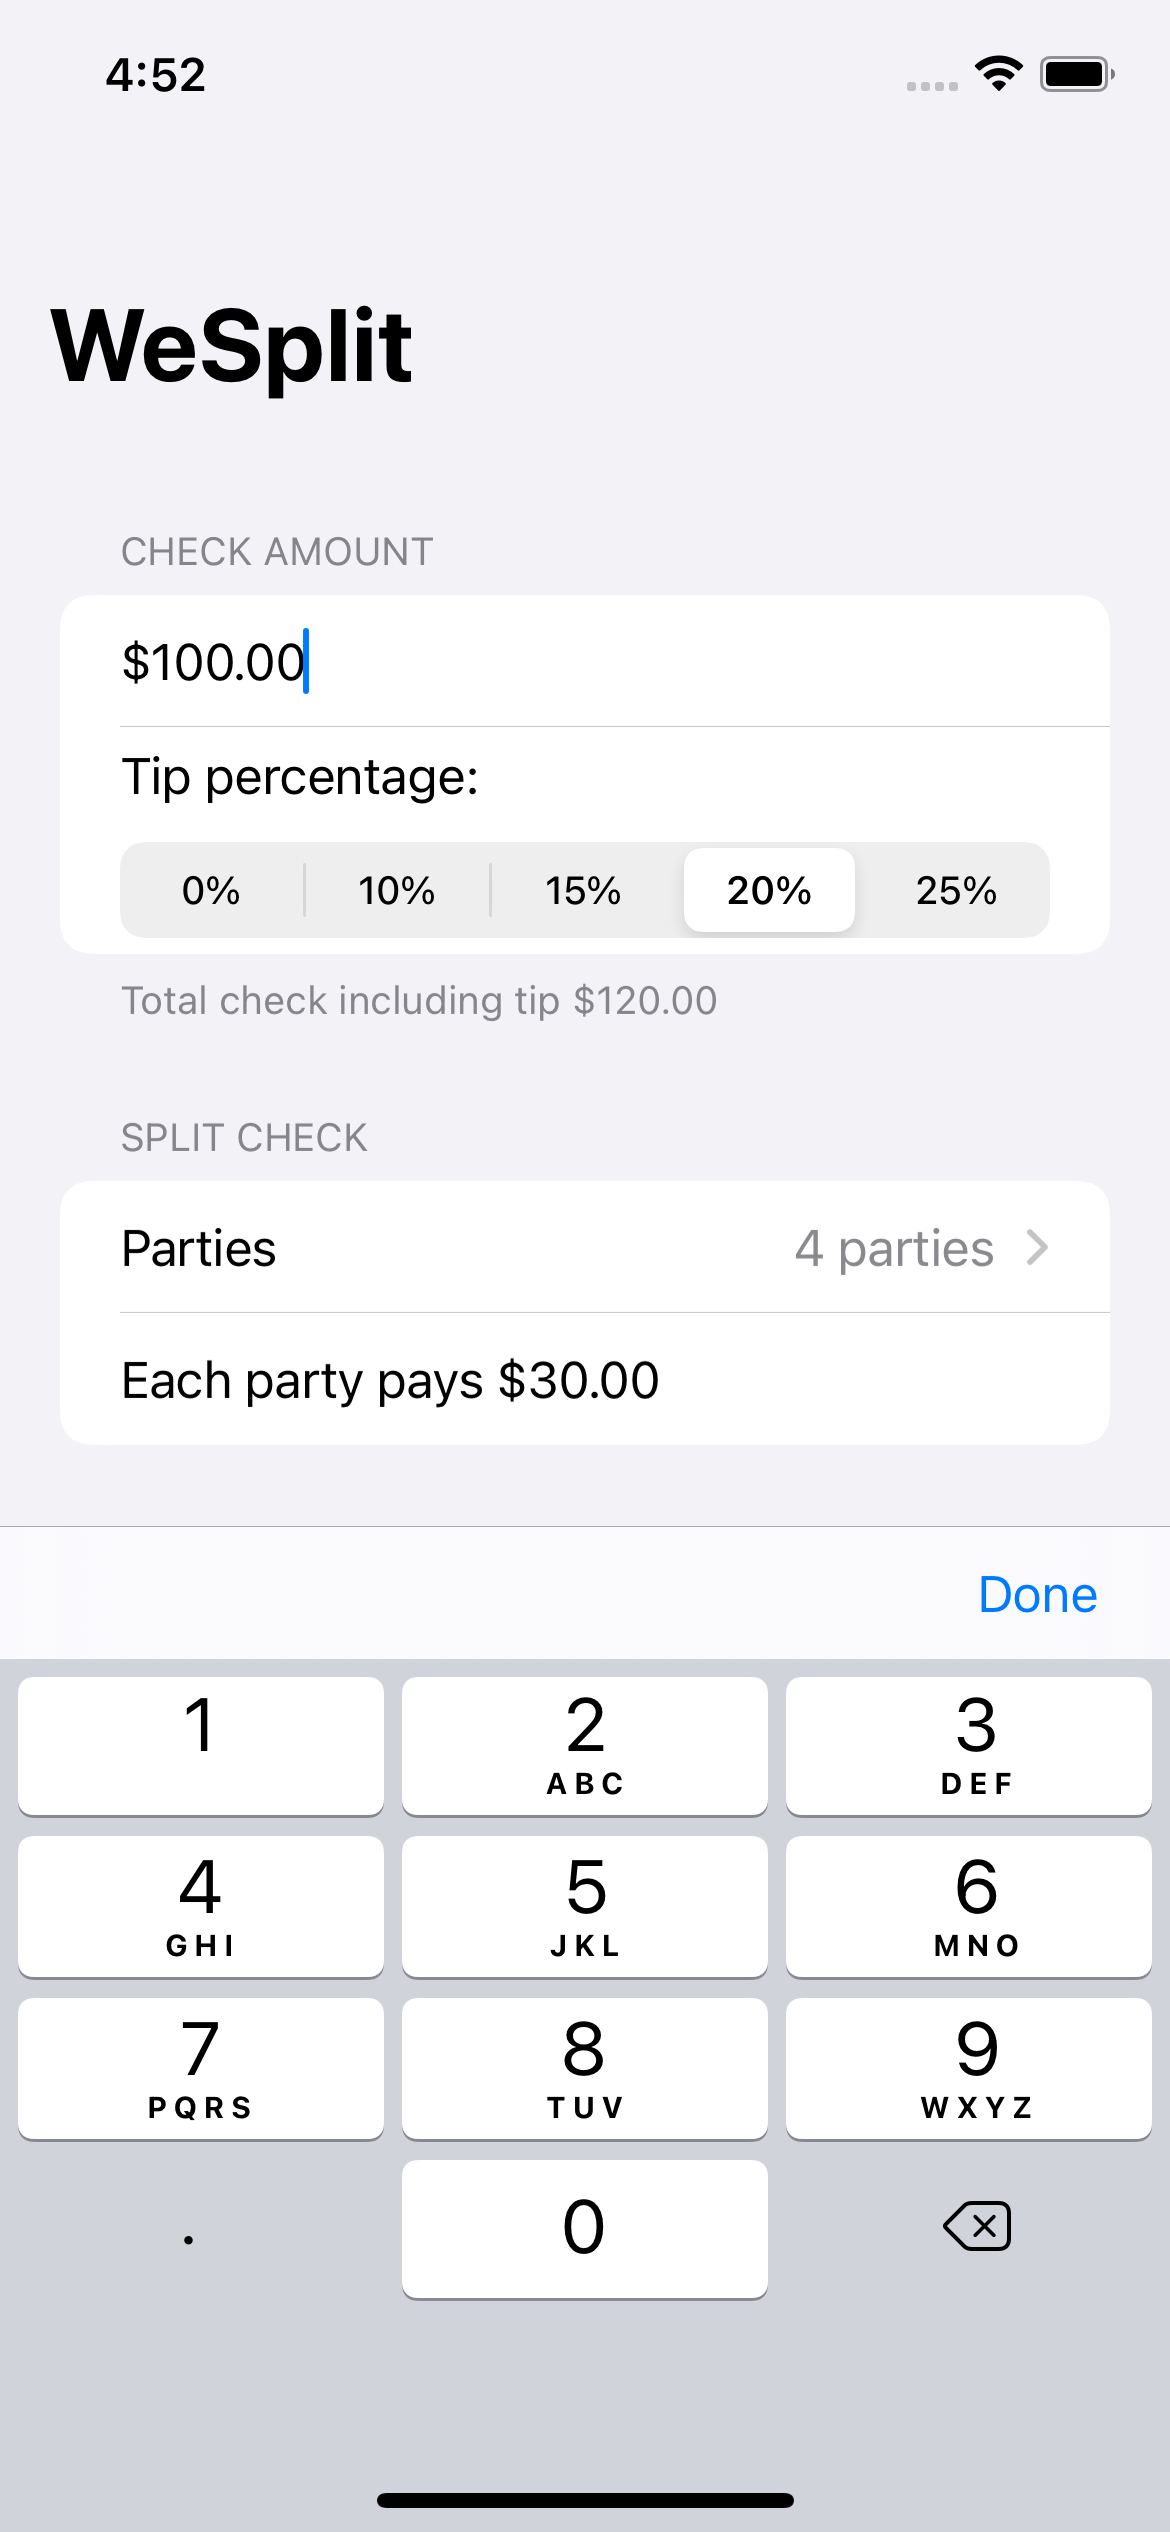 4:52
WeSplit
CHECK AMOUNT
$100.00
Tip percentage:
0% 10% 15% 20% 25%
Total check including tip $120.00
SPLIT CHECK
Parties 4 parties
Each party pays $30.00
Done
1 2 3
ABC DEF
4 5 6
GHI JKL MNO
7 8 9
PQRS TUV WXYZ
. 0